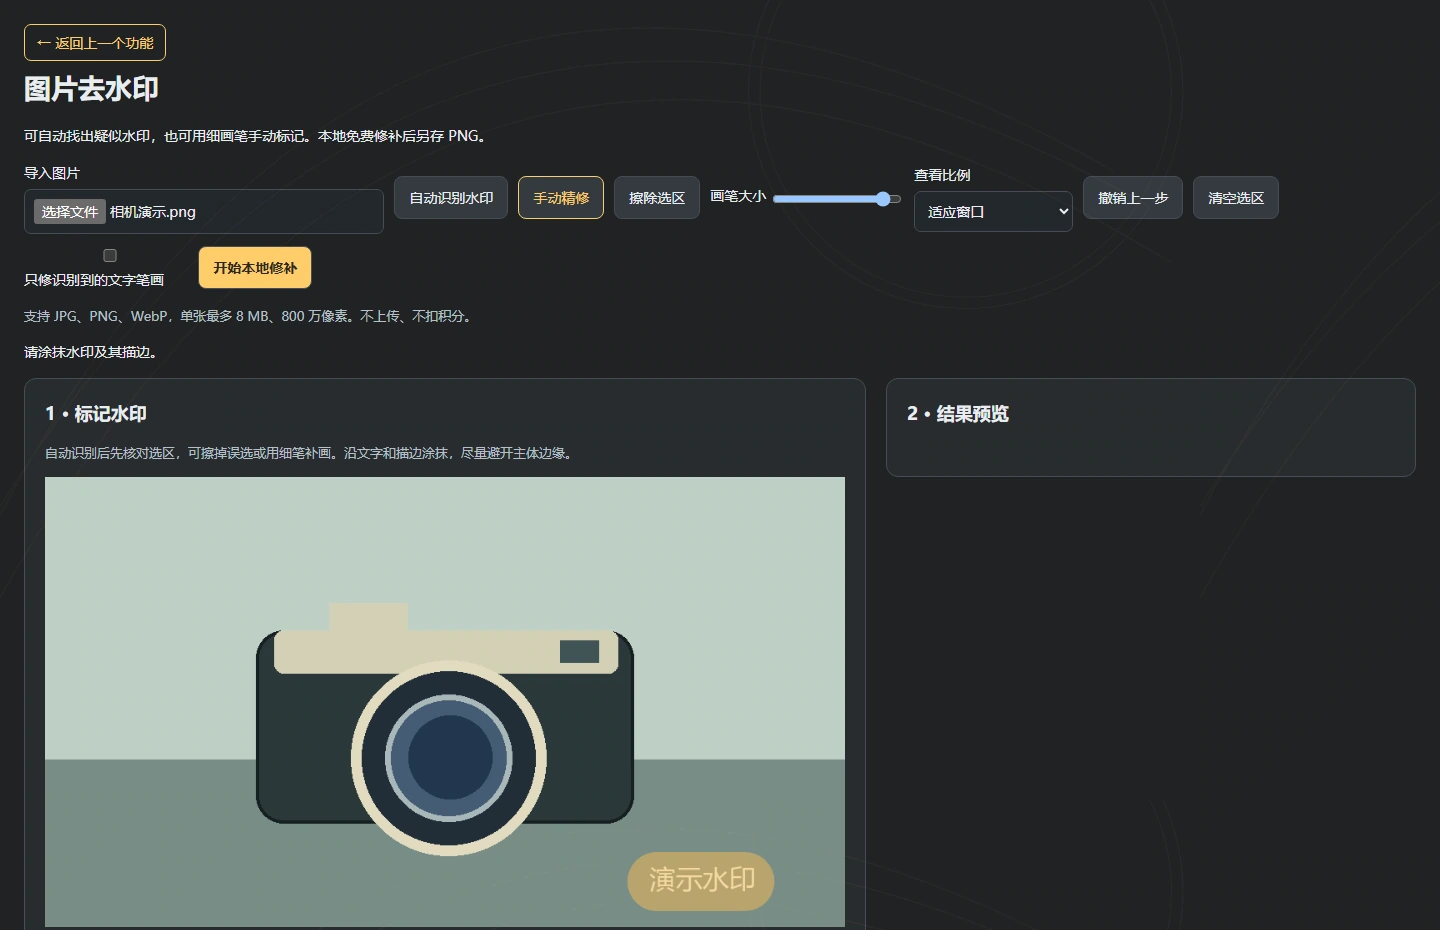 ← 返回上一个功能
图片去水印
可自动找出疑似水印，也可用细画笔手动标记。本地免费修补后另存 PNG。
导入图片
选择文件 相机演示.png
自动识别水印
手动精修
擦除选区
画笔大小
查看比例
适应窗口
撤销上一步
清空选区
只修识别到的文字笔画
开始本地修补
支持 JPG、PNG、WebP，单张最多 8 MB、800 万像素。不上传、不扣积分。
请涂抹水印及其描边。
1 · 标记水印
自动识别后先核对选区，可擦掉误选或用细笔补画。沿文字和描边涂抹，尽量避开主体边缘。
演示水印
2 · 结果预览